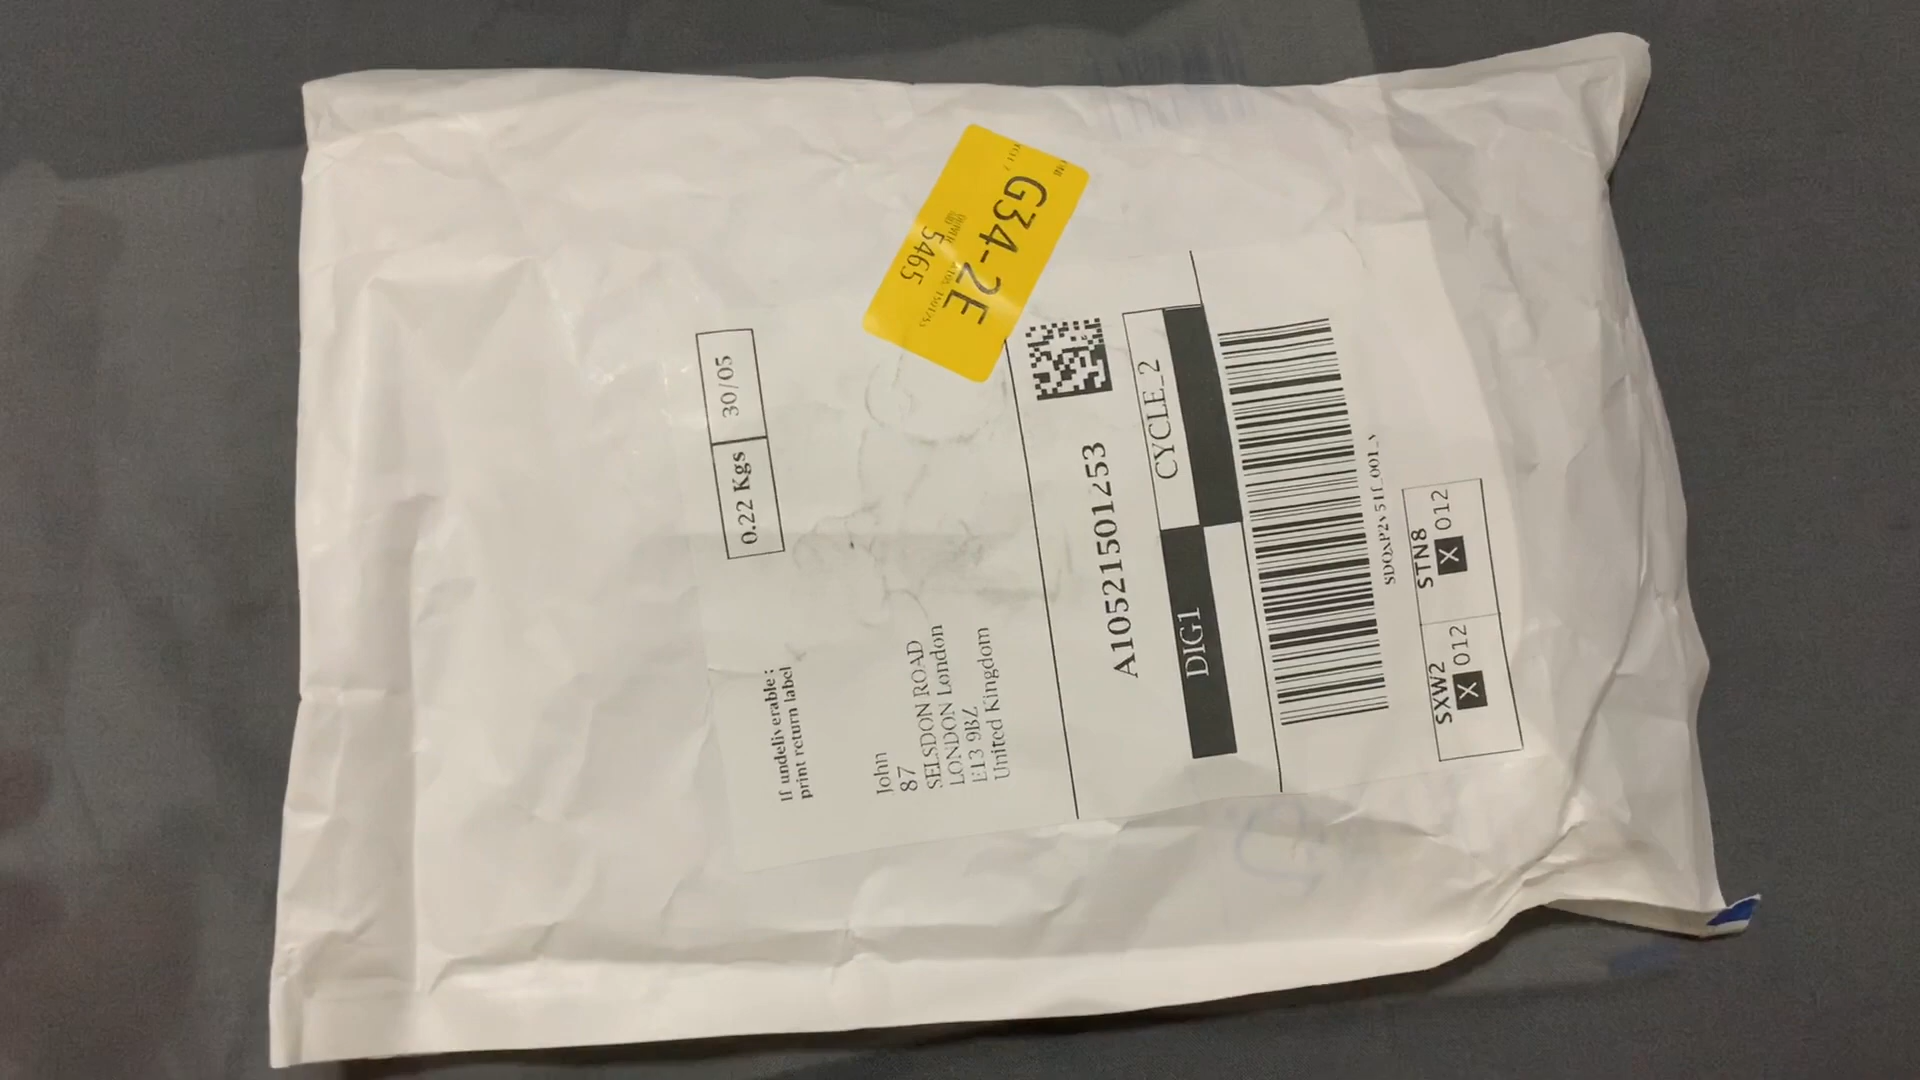 G34-2E
5465
0.22 Kgs 30/05
If undeliverable :
print return label
John
87
SELSDON ROAD
LONDON London
E13 9BZ
United Kingdom
A10521501253
CYCLE_2
DIG1
SXW2 STN8
X 012 X 012